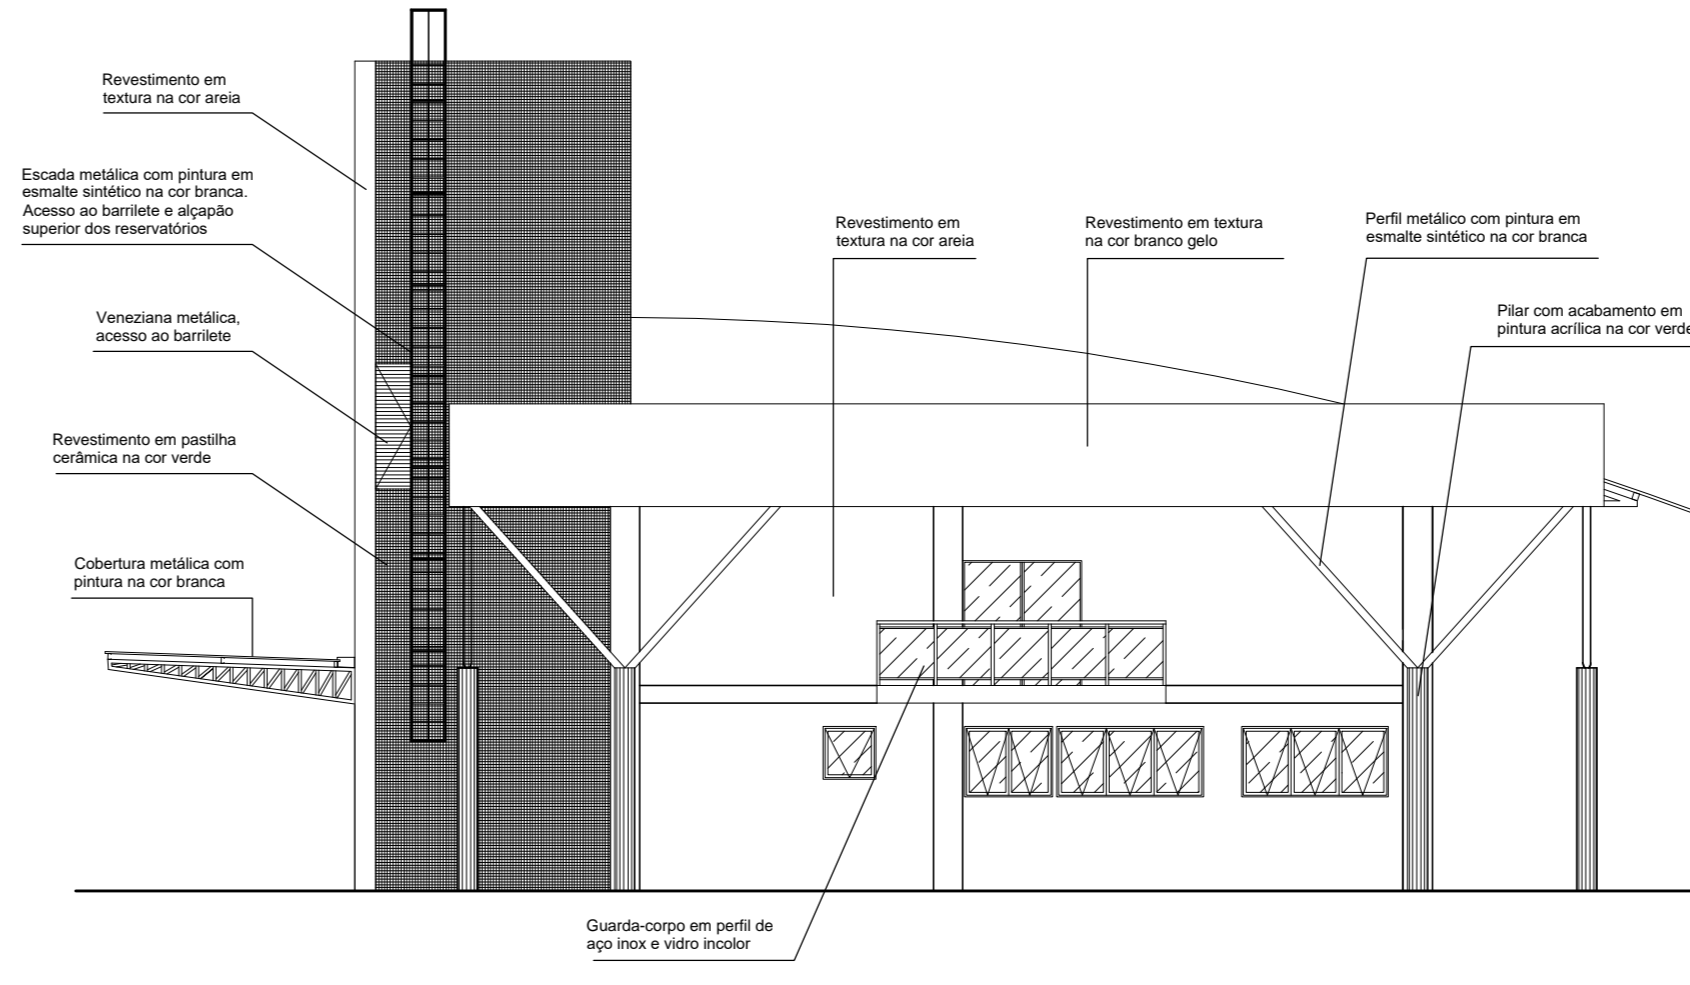 Revestimento em
textura na cor areia
Escada metálica com pintura em
esmalte sintético na cor branca.
Acesso ao barrilete e alçapão
superior dos reservatórios
Veneziana metálica,
acesso ao barrilete
Revestimento em pastilha
cerâmica na cor verde
Cobertura metálica com
pintura na cor branca
Revestimento em
textura na cor areia
Revestimento em textura
na cor branco gelo
Perfil metálico com pintura em
esmalte sintético na cor branca
Pilar com acabamento em
pintura acrílica na cor verde
Guarda-corpo em perfil de
aço inox e vidro incolor